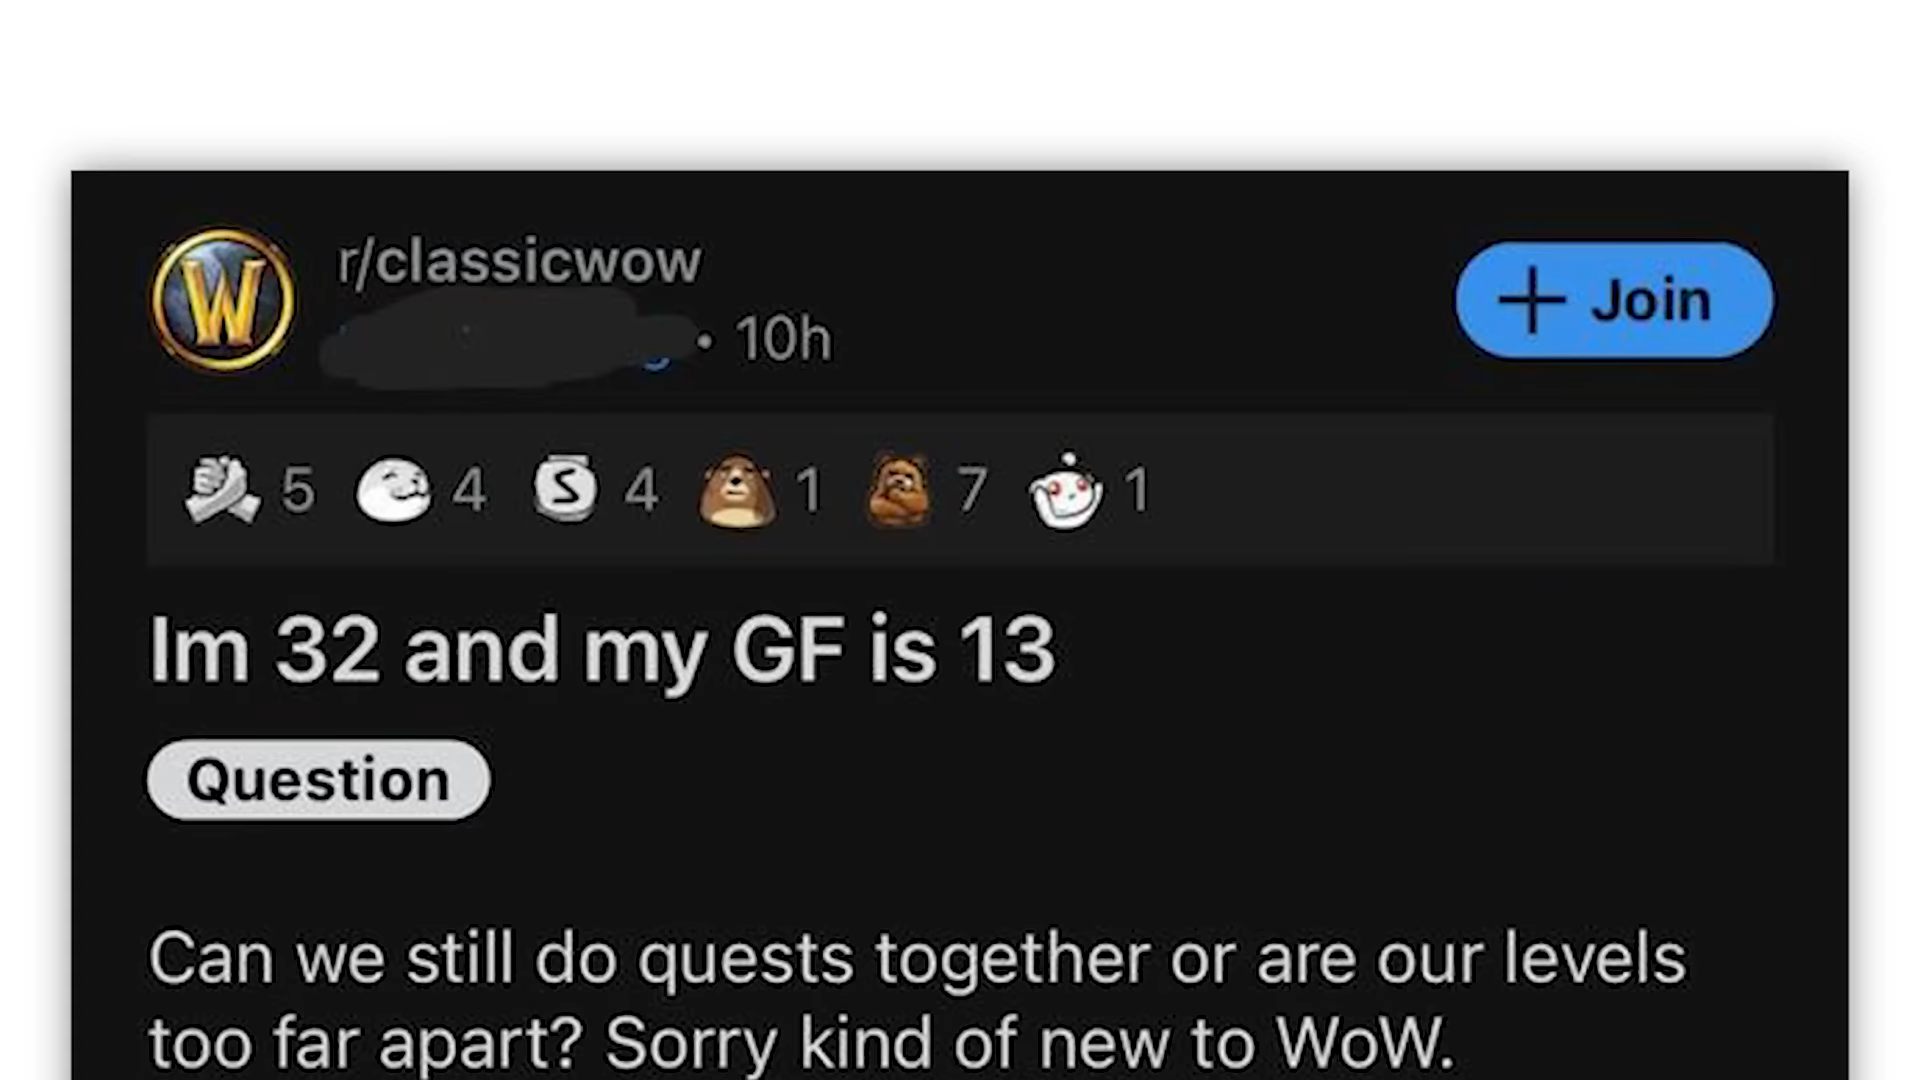 W
r/classicwow
• 10h
5 4 S 4 1 7 1
+ Join
Im 32 and my GF is 13
Question
Can we still do quests together or are our levels
too far apart? Sorry kind of new to WoW.